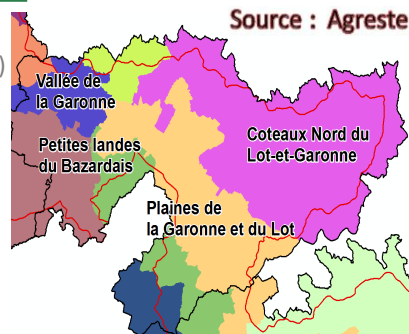 Source : Agreste
)
Vallée de
la Garonne
Petites landes
du Bazardais
Coteaux Nord du
Lot-et-Garonne
Plaines de
la Garonne et du Lot